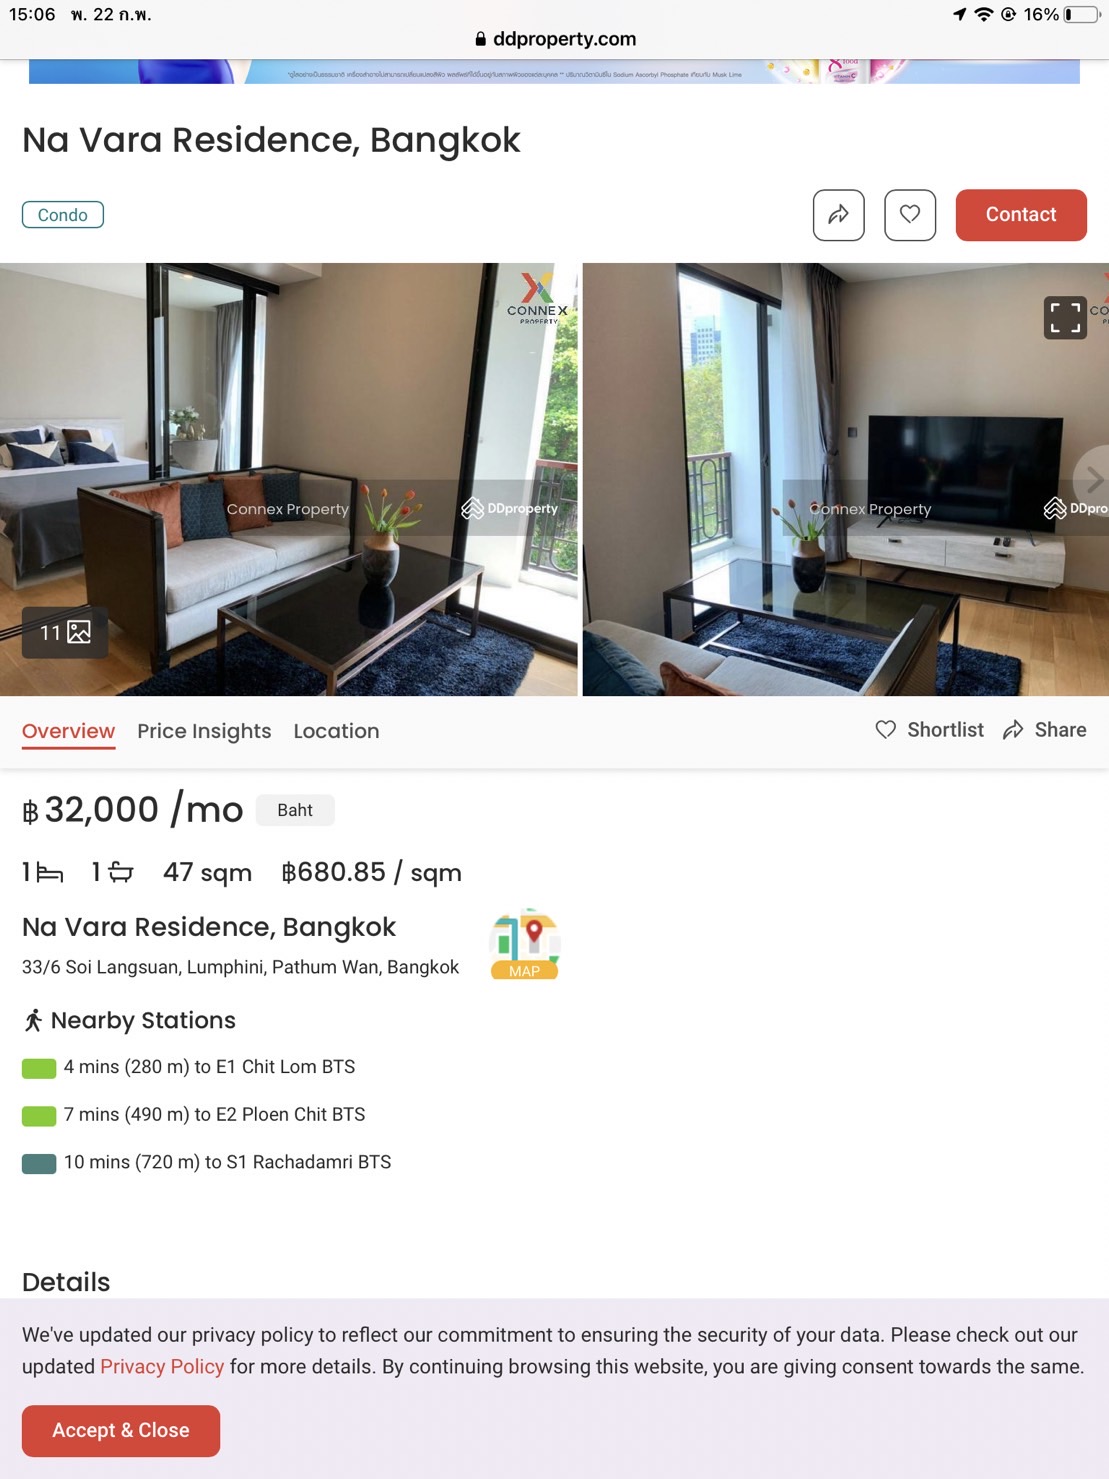 15:06 พ. 22 ก.พ.
16%
ddproperty.com
Na Vara Residence, Bangkok
Condo
Contact
CONNEX
PROPERTY
Connex Property
DDproperty
11
Connex Property
DDpro
Overview Price Insights Location Shortlist Share
฿32,000 /mo Baht
1 1 47 sqm ฿680.85 / sqm
Na Vara Residence, Bangkok
MAP
33/6 Soi Langsuan, Lumphini, Pathum Wan, Bangkok
Nearby Stations
4 mins (280 m) to E1 Chit Lom BTS
7 mins (490 m) to E2 Ploen Chit BTS
10 mins (720 m) to S1 Rachadamri BTS
Details
We've updated our privacy policy to reflect our commitment to ensuring the security of your data. Please check out our
updated Privacy Policy for more details. By continuing browsing this website, you are giving consent towards the same.
Accept & Close